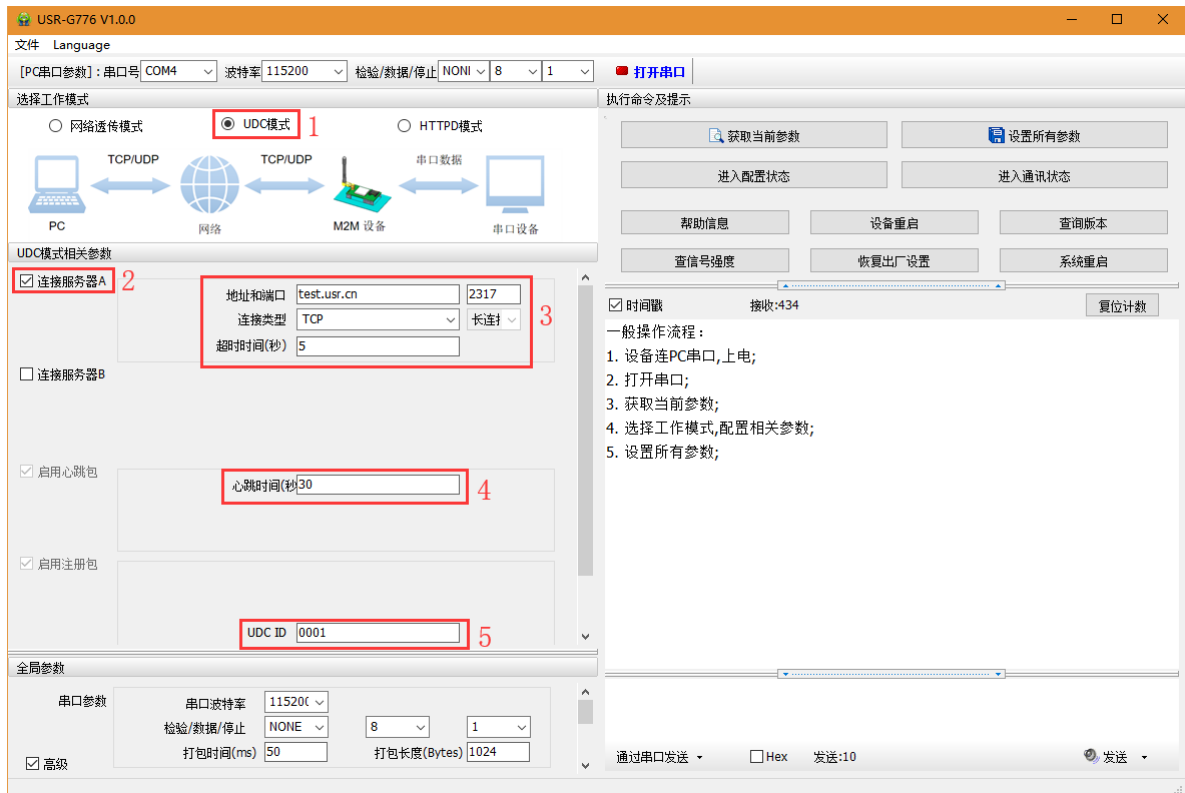 USR-G776 V1.0.0
文件 Language
[PC串口参数]:串口号 COM4 波特率 115200 检验/数据/停止 NONI 8 1 打开串口
选择工作模式
网络透传模式 UDC模式 1 HTTPD模式
TCP/UDP TCP/UDP 串口数据
PC 网络 M2M 设备 串口设备
UDC模式相关参数
连接服务器A 2
地址和端口 test.usr.cn 2317
连接类型 TCP 长连扌 3
超时时间(秒) 5
连接服务器B
启用心跳包
心跳时间(秒 30 4
启用注册包
UDC ID 0001 5
全局参数
串口参数 串口波特率 115200
检验/数据/停止 NONE 8 1
打包时间(ms) 50 打包长度(Bytes) 1024
高级
执行命令及提示
获取当前参数 设置所有参数
进入配置状态 进入通讯状态
帮助信息 设备重启 查询版本
查信号强度 恢复出厂设置 系统重启
时间戳 接收:434 复位计数
一般操作流程:
1. 设备连PC串口,上电;
2. 打开串口;
3. 获取当前参数;
4. 选择工作模式,配置相关参数;
5. 设置所有参数;
通过串口发送 Hex 发送:10 发送